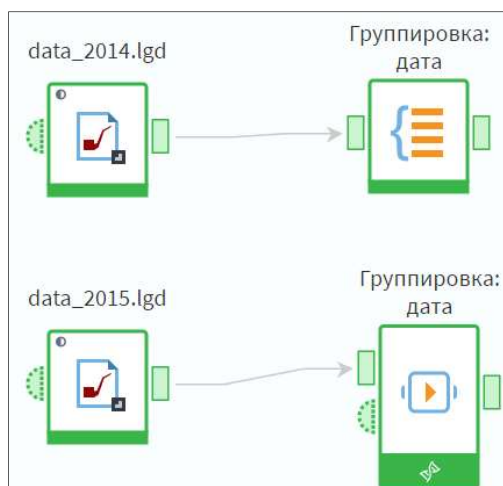 data_2014.lgd
Группировка:
дата
data_2015.lgd
Группировка:
дата